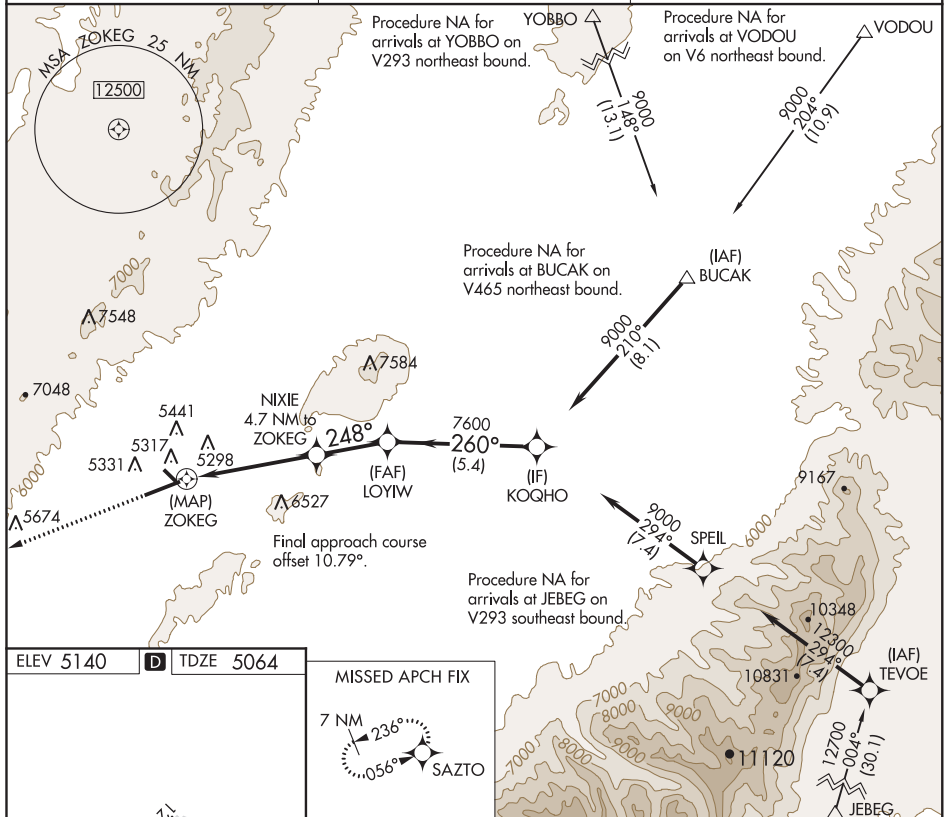 MSA ZOKEG 25 NM
12500
Procedure NA for
arrivals at YOBBO on
V293 northeast bound.
YOBBO
9000
148°
(13.1)
Procedure NA for
arrivals at VODOU
on V6 northeast bound.
VODOU
9000
204°
(10.9)
Procedure NA for
arrivals at BUCAK on
V465 northeast bound.
(IAF)
BUCAK
9000
210°
(8.1)
7000
7548
7584
7048
6000
NIXIE
4.7 NM to
ZOKEG
248°
7600
260°
(5.4)
5441
5317
5331
5298
(FAF)
LOYIW
(IF)
KOQHO
(MAP)
ZOKEG
6527
5674
Final approach course
offset 10.79°.
9000
294°
(7.4)
SPEIL
9167
6000
Procedure NA for
arrivals at JEBEG on
V293 southeast bound.
10348
12300
294°
(7.4)
10831
(IAF)
TEVOE
7000
8000
9000
7000
8000
9000
11120
12700
004°
(30.1)
JEBEG
ELEV 5140
D
TDZE 5064
MISSED APCH FIX
7 NM
236°
056°
SAZTO